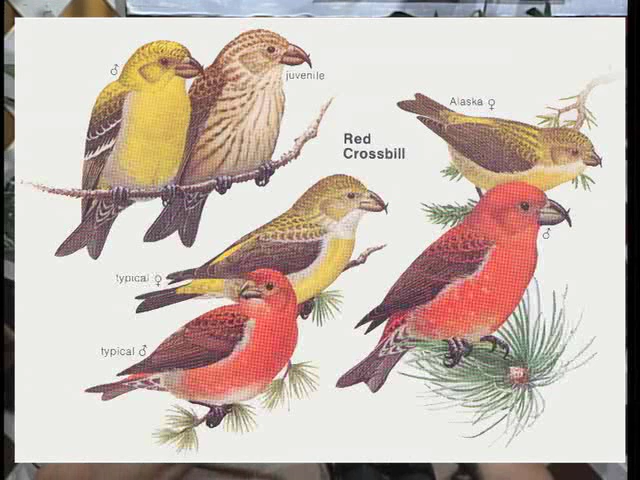 ♂
juvenile
Alaska ♀
Red
Crossbill
♂
typical ♀
typical ♂